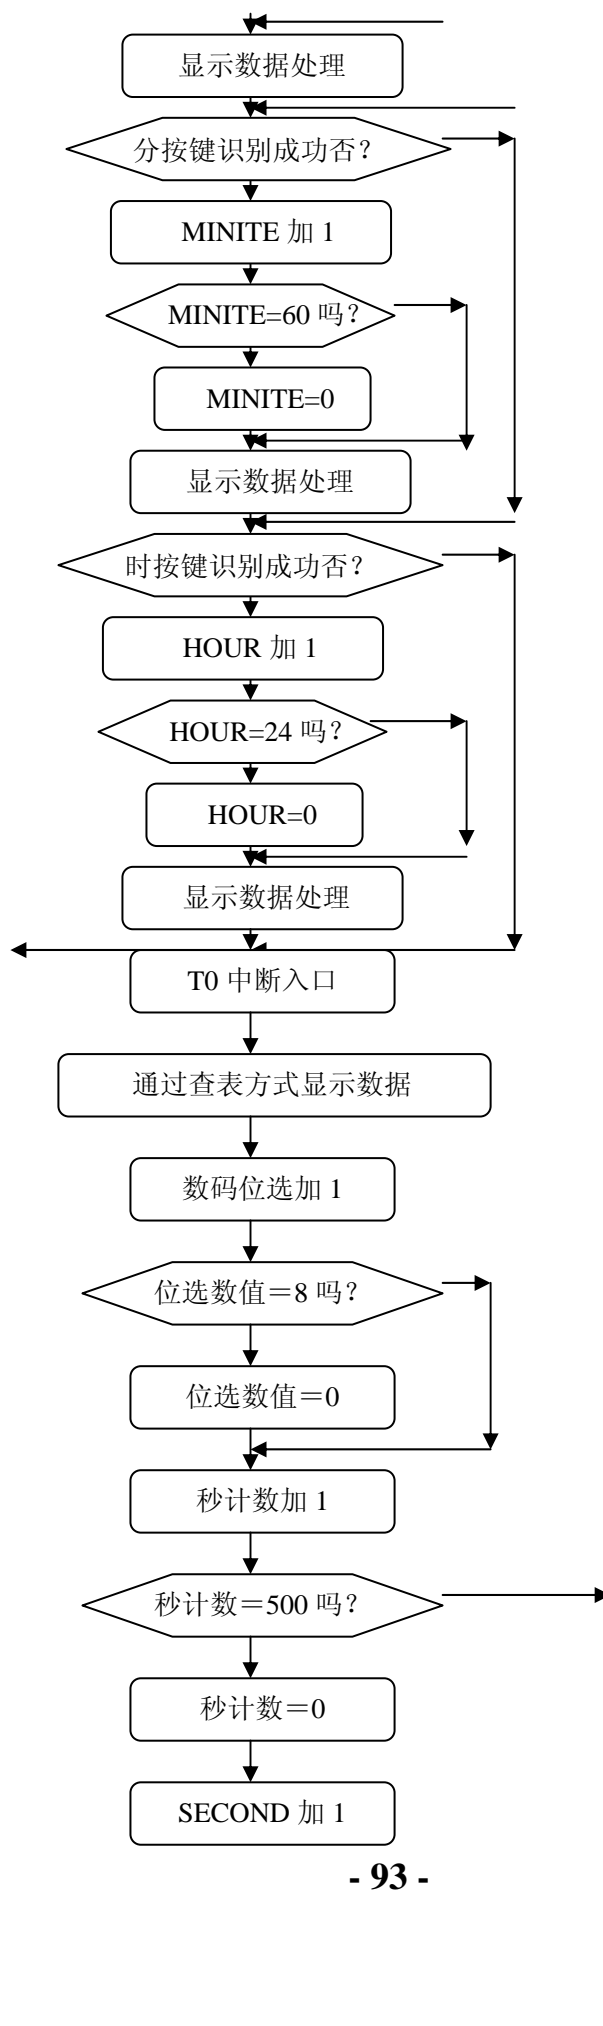 显示数据处理
分按键识别成功否？
MINITE 加 1
MINITE=60 吗？
MINITE=0
显示数据处理
时按键识别成功否？
HOUR 加 1
HOUR=24 吗？
HOUR=0
显示数据处理
T0 中断入口
通过查表方式显示数据
数码位选加 1
位选数值＝8 吗？
位选数值＝0
秒计数加 1
秒计数＝500 吗？
秒计数＝0
SECOND 加 1
- 93 -